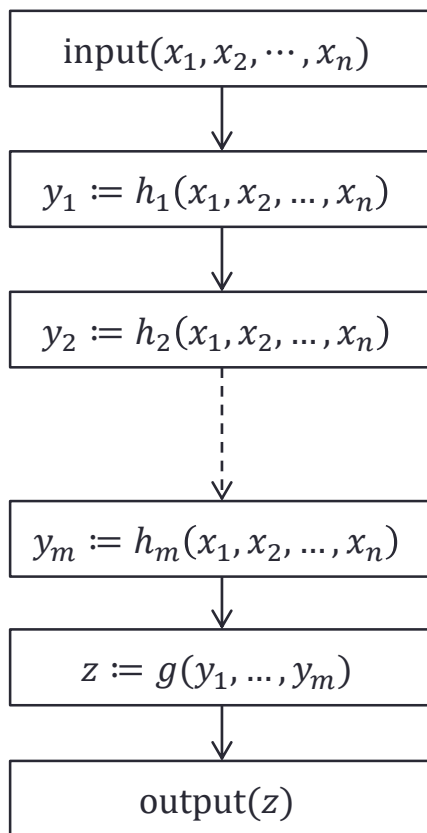 input(x₁, x₂, ⋯, xₙ)
y₁ ≔ h₁(x₁, x₂, …, xₙ)
y₂ ≔ h₂(x₁, x₂, …, xₙ)
yₘ ≔ hₘ(x₁, x₂, …, xₙ)
z ≔ g(y₁, …, yₘ)
output(z)